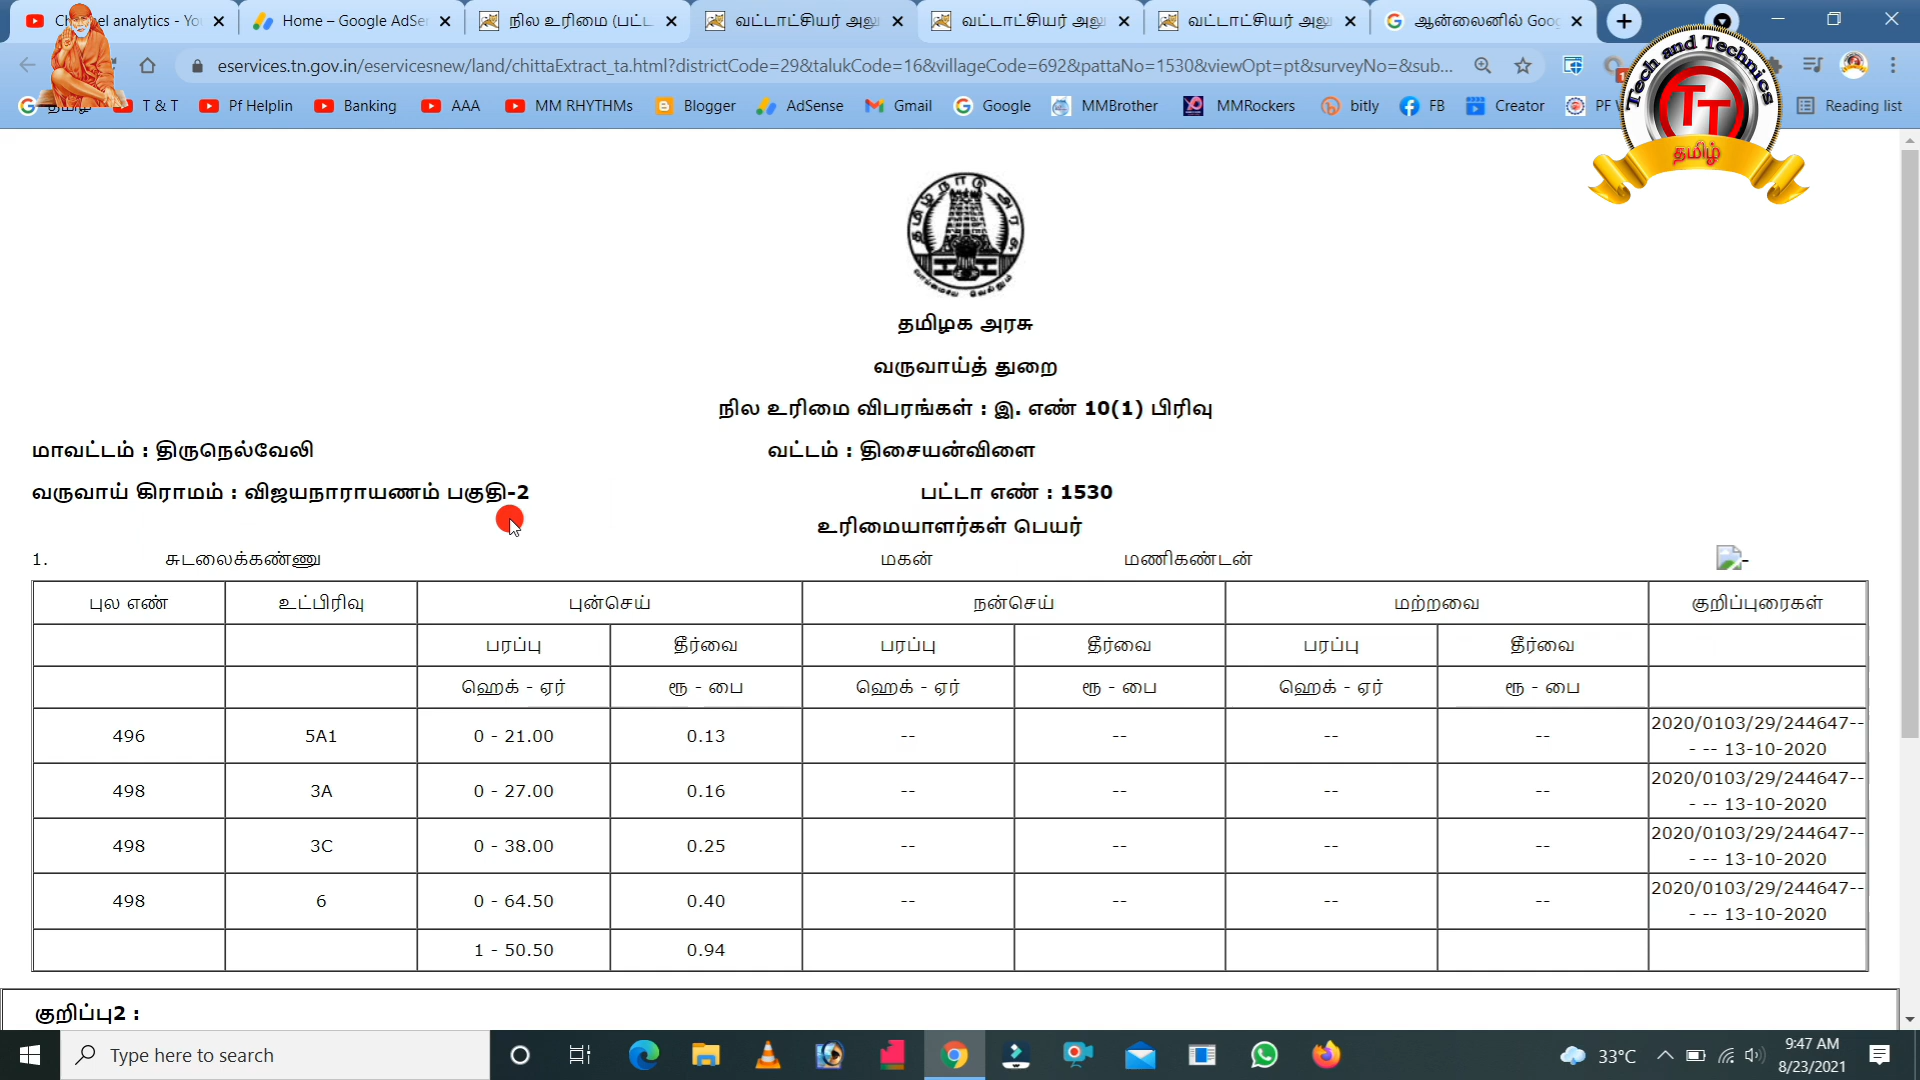 Channel analytics - Yo
Home – Google AdSe
நில உரிமை (பட்ட
வட்டாட்சியர் அலு
வட்டாட்சியர் அலு
வட்டாட்சியர் அலு
ஆன்லைனில் Goo
eservices.tn.gov.in/eservicesnew/land/chittaExtract_ta.html?districtCode=29&talukCode=16&villageCode=692&pattaNo=1530&viewOpt=pt&surveyNo=&sub...
தமிழ் T & T Pf Helplin Banking AAA MM RHYTHMs Blogger AdSense Gmail Google MMBrother MMRockers bitly FB Creator PF Reading list
Tech and Technics
TT
தமிழ்
தமிழ்நாடு அரசு
வாய்மையே வெல்லும்
தமிழக அரசு
வருவாய்த் துறை
நில உரிமை விபரங்கள் : இ. எண் 10(1) பிரிவு
மாவட்டம் : திருநெல்வேலி வட்டம் : திசையன்விளை
வருவாய் கிராமம் : விஜயநாராயணம் பகுதி-2 பட்டா எண் : 1530
உரிமையாளர்கள் பெயர்
1. சுடலைக்கண்ணு மகன் மணிகண்டன் -
புல எண் உட்பிரிவு புன்செய் நன்செய் மற்றவை குறிப்புரைகள்
பரப்பு தீர்வை பரப்பு தீர்வை பரப்பு தீர்வை
ஹெக் - ஏர் ரூ - பை ஹெக் - ஏர் ரூ - பை ஹெக் - ஏர் ரூ - பை
496 5A1 0 - 21.00 0.13 -- -- -- -- 2020/0103/29/244647--
- -- 13-10-2020
498 3A 0 - 27.00 0.16 -- -- -- -- 2020/0103/29/244647--
- -- 13-10-2020
498 3C 0 - 38.00 0.25 -- -- -- -- 2020/0103/29/244647--
- -- 13-10-2020
498 6 0 - 64.50 0.40 -- -- -- -- 2020/0103/29/244647--
- -- 13-10-2020
1 - 50.50 0.94
குறிப்பு2 :
Type here to search
33°C
9:47 AM
8/23/2021